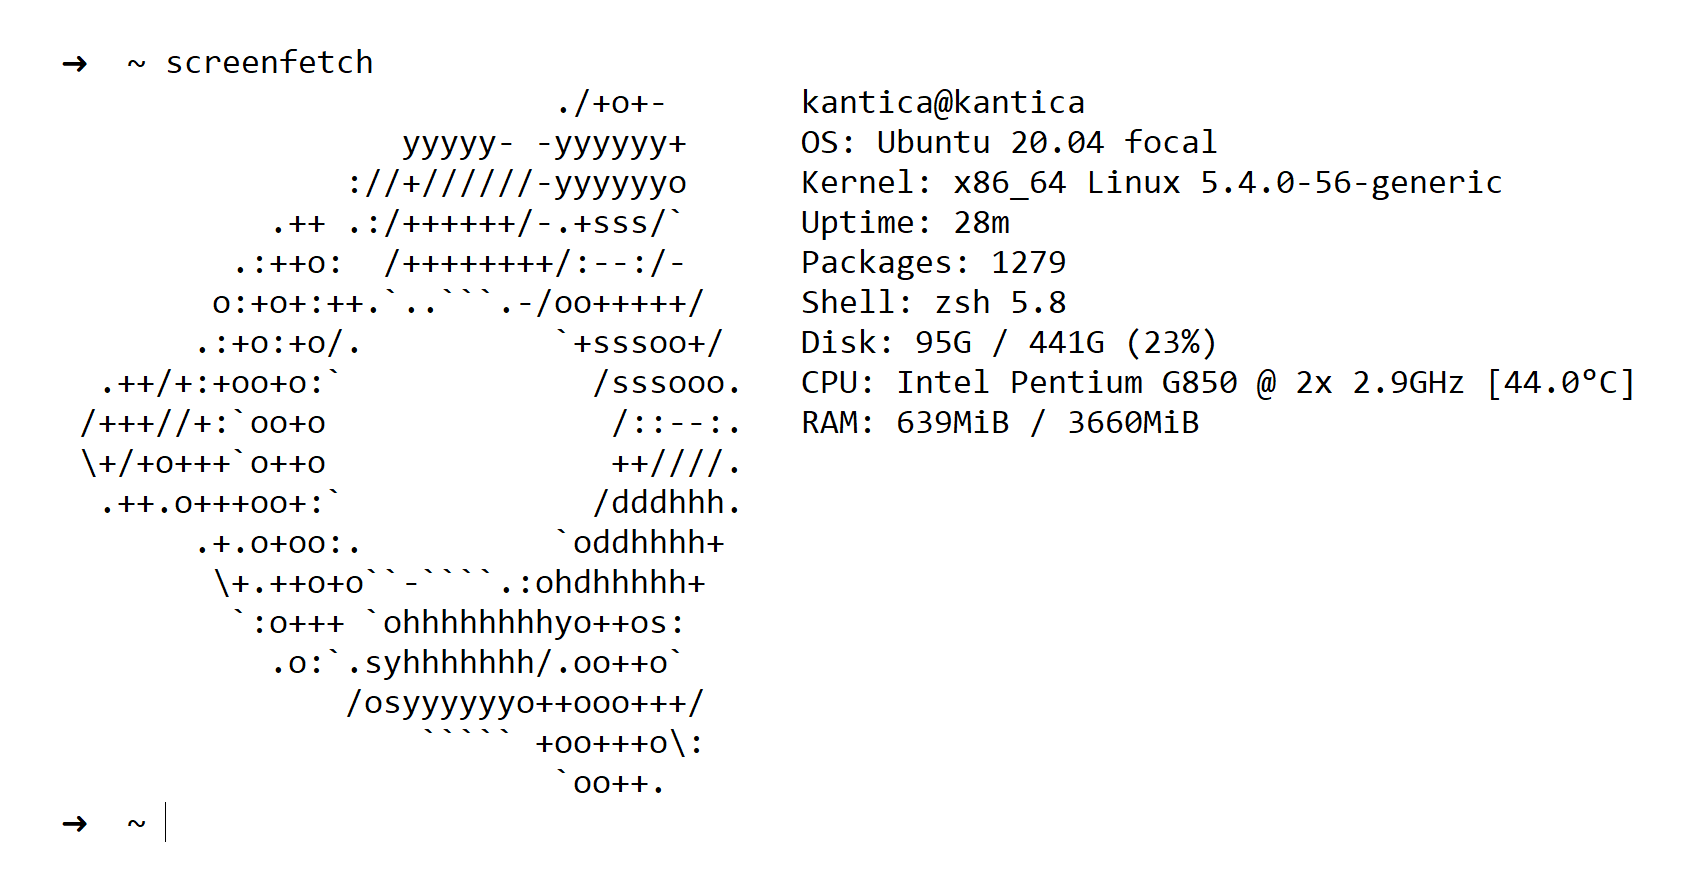 ➜  ~ screenfetch
                          ./+o+-       kantica@kantica
                  yyyyy- -yyyyyy+      OS: Ubuntu 20.04 focal
               ://+//////-yyyyyyo      Kernel: x86_64 Linux 5.4.0-56-generic
           .++ .:/++++++/-.+sss/`      Uptime: 28m
         .:++o:  /++++++++/:--:/-      Packages: 1279
        o:+o+:++.`..```.-/oo+++++/     Shell: zsh 5.8
       .:+o:+o/.          `+sssoo+/    Disk: 95G / 441G (23%)
  .++/+:+oo+o:`             /sssooo.   CPU: Intel Pentium G850 @ 2x 2.9GHz [44.0°C]
 /+++//+:`oo+o               /::--:.   RAM: 639MiB / 3660MiB
 \+/+o+++`o++o               ++////.
  .++.o+++oo+:`             /dddhhh.
       .+.o+oo:.          `oddhhhh+
        \+.++o+o``-````.:ohdhhhhh+
         `:o+++ `ohhhhhhhhyo++os:
           .o:`.syhhhhhhh/.oo++o`
               /osyyyyyyo++ooo+++/
                   ````` +oo+++o\:
                          `oo++.
➜  ~